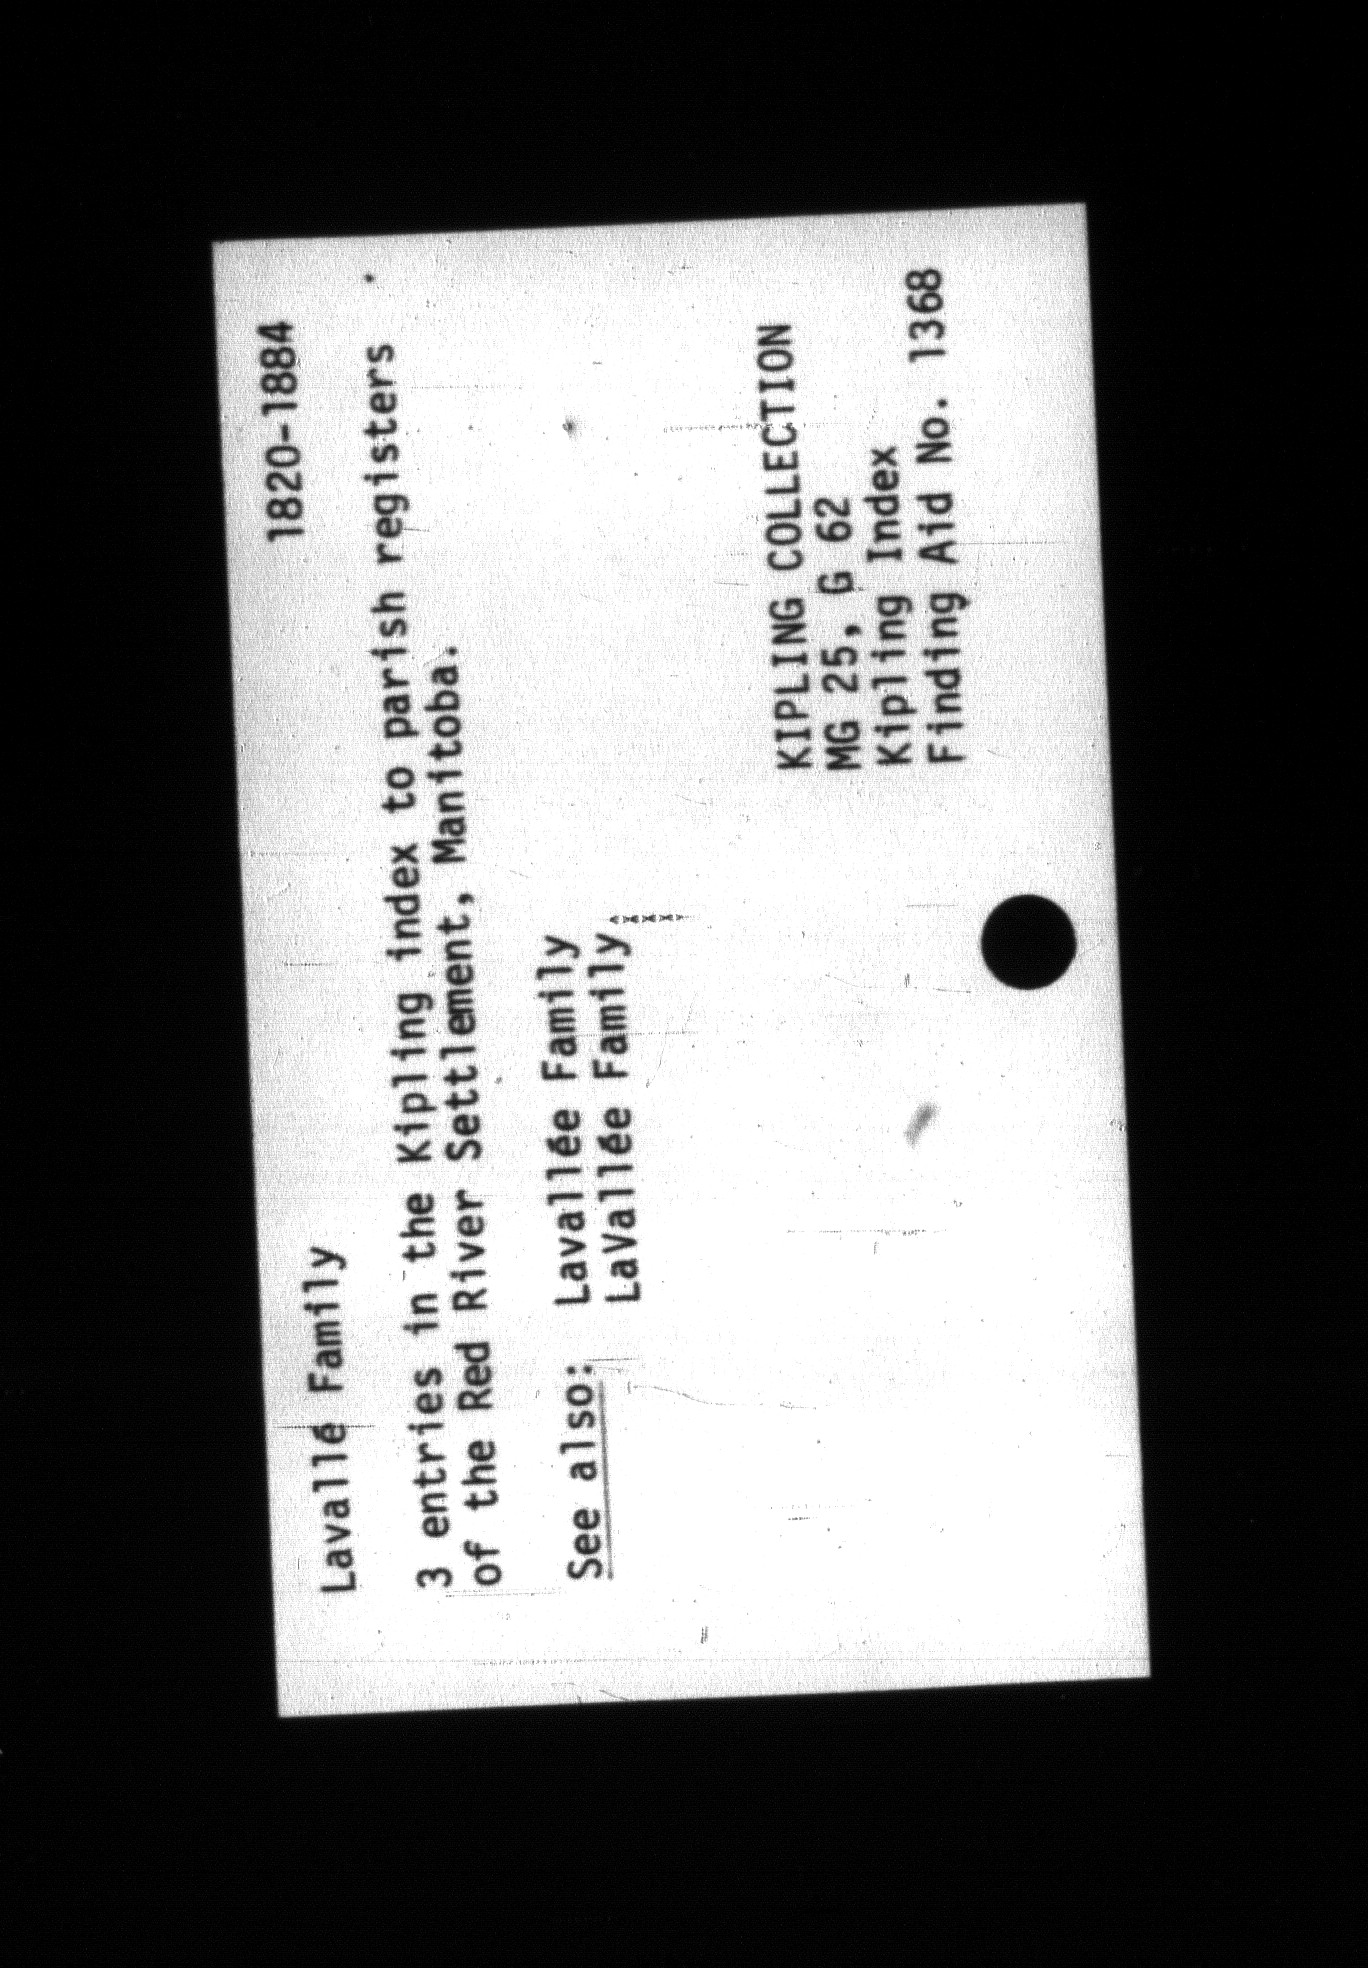 Lavallé Family 1820-1884
3 entries in the Kipling index to parish registers
of the Red River Settlement, Manitoba.
See also: Lavallée Family
LaVallée Family
KIPLING COLLECTION
MG 25, G 62
Kipling Index
Finding Aid No. 1368